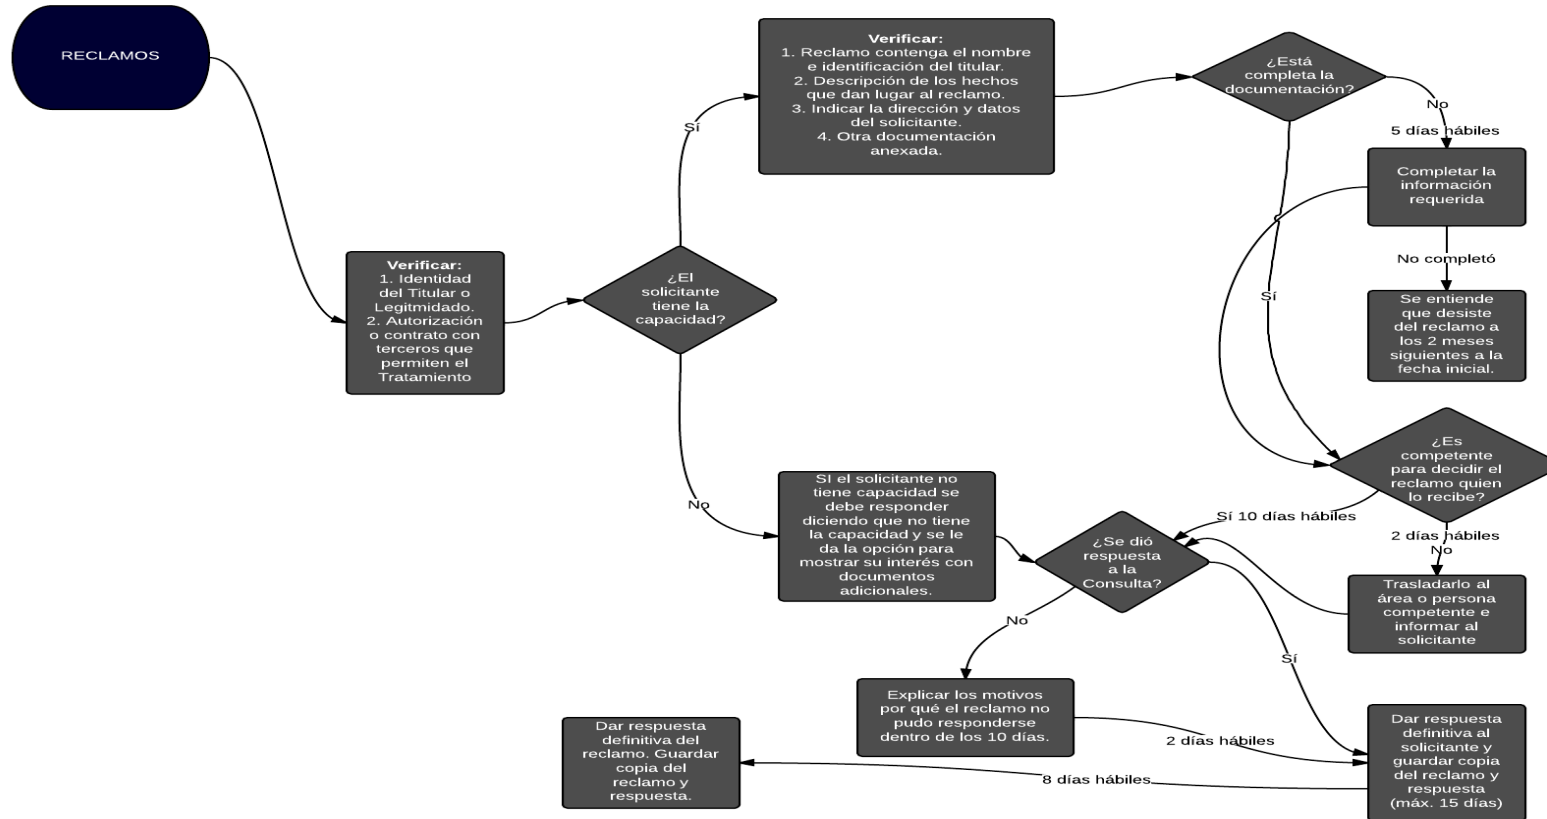 RECLAMOS
Verificar:
1. Identidad
del Titular o
Legitmidado.
2. Autorización
o contrato con
terceros que
permiten el
Tratamiento
¿El
solicitante
tiene la
capacidad?
Sí
Verificar:
1. Reclamo contenga el nombre
e identificación del titular.
2. Descripción de los hechos
que dan lugar al reclamo.
3. Indicar la dirección y datos
del solicitante.
4. Otra documentación
anexada.
¿Está
completa la
documentación?
No
5 días hábiles
Completar la
información
requerida
No completó
Se entiende
que desiste
del reclamo a
los 2 meses
siguientes a la
fecha inicial.
Sí
¿Es
competente
para decidir el
reclamo quien
lo recibe?
Sí 10 días hábiles
2 días hábiles
No
Trasladarlo al
área o persona
competente e
informar al
solicitante
No
SI el solicitante no
tiene capacidad se
debe responder
diciendo que no tiene
la capacidad y se le
da la opción para
mostrar su interés con
documentos
adicionales.
¿Se dió
respuesta
a la
Consulta?
No
Sí
Explicar los motivos
por qué el reclamo no
pudo responderse
dentro de los 10 días.
2 días hábiles
Dar respuesta
definitiva al
solicitante y
guardar copia
del reclamo y
respuesta
(máx. 15 días)
8 días hábiles
Dar respuesta
definitiva del
reclamo. Guardar
copia del
reclamo y
respuesta.